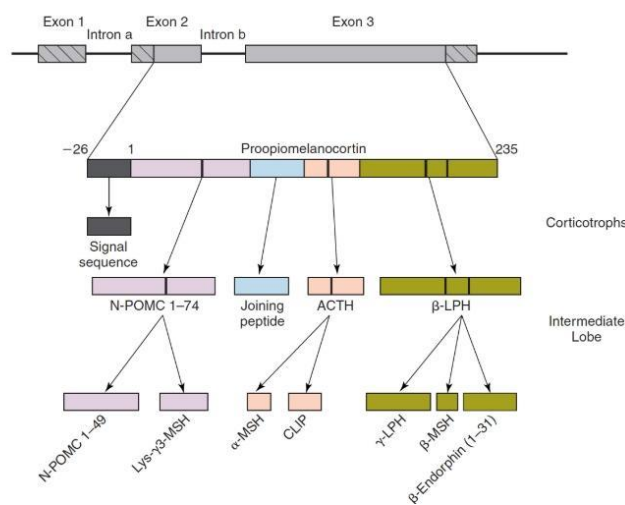 Exon 1 Exon 2 Exon 3
Intron a Intron b
−26 1 Proopiomelanocortin 235
Corticotrophs
Signal
sequence
N-POMC 1–74
Joining
peptide
ACTH
β-LPH
Intermediate
Lobe
N-POMC 1–49
Lys-γ3-MSH
α-MSH
CLIP
γ-LPH
β-MSH
β-Endorphin (1–31)